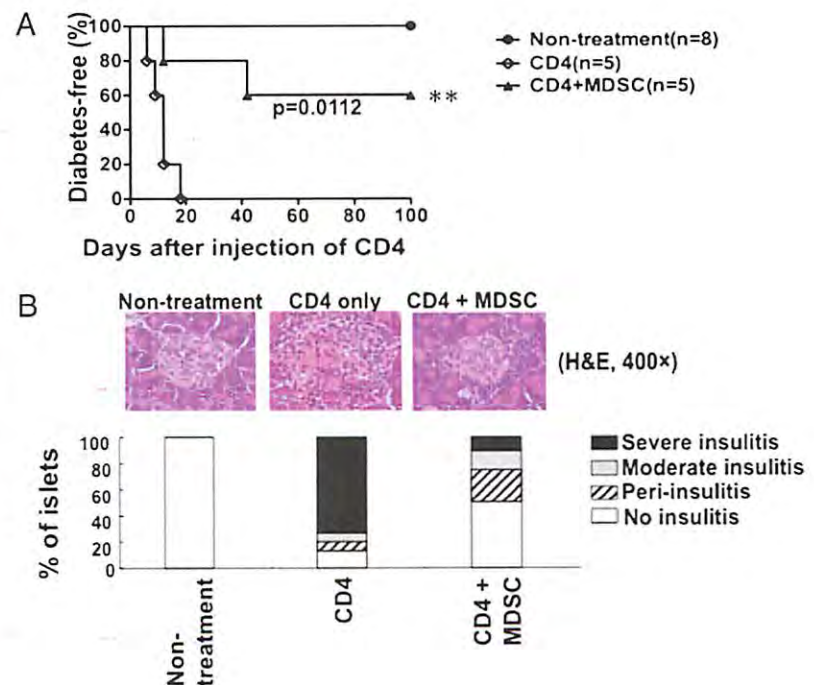 A
Diabetes-free (%)
100
80
60
40
20
0
p=0.0112
**
0 20 40 60 80 100
Days after injection of CD4
Non-treatment(n=8)
CD4(n=5)
CD4+MDSC(n=5)
B
Non-treatment CD4 only CD4 + MDSC
(H&E, 400×)
% of islets
100
80
60
40
20
0
Non-
treatment
CD4
CD4 +
MDSC
Severe insulitis
Moderate insulitis
Peri-insulitis
No insulitis